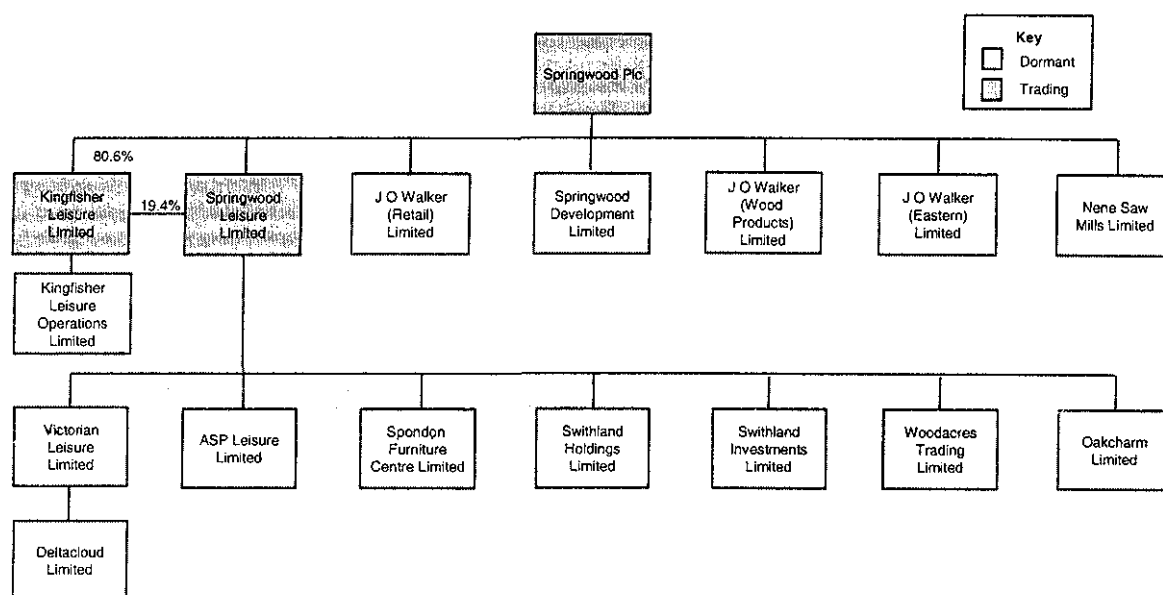 Key
Dormant
Trading
Springwood Plc
80.6%
19.4%
Kingfisher
Leisure
Limited
Springwood
Leisure
Limited
J O Walker
(Retail)
Limited
Springwood
Development
Limited
J O Walker
(Wood
Products)
Limited
J O Walker
(Eastern)
Limited
Nene Saw
Mills Limited
Kingfisher
Leisure
Operations
Limited
Victorian
Leisure
Limited
ASP Leisure
Limited
Spondon
Furniture
Centre Limited
Swithland
Holdings
Limited
Swithland
Investments
Limited
Woodacres
Trading
Limited
Oakcharm
Limited
Deltacloud
Limited